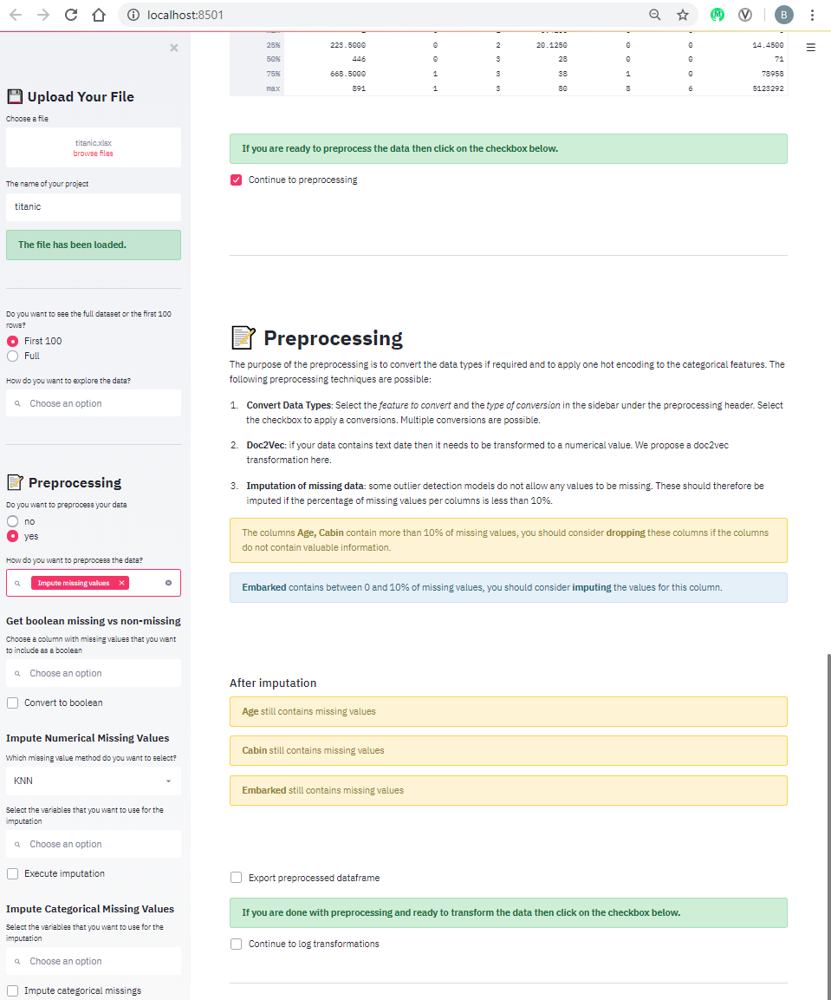 localhost:8501
B
×
Upload Your File
Choose a file
titanic.xlsx
browse files
The name of your project
titanic
The file has been loaded.
Do you want to see the full dataset or the first 100
rows?
First 100
Full
How do you want to explore the data?
Choose an option
Preprocessing
Do you want to preprocess your data
no
yes
How do you want to preprocess the data?
Impute missing values ×
Get boolean missing vs non-missing
Choose a column with missing values that you want
to include as a boolean
Choose an option
Convert to boolean
Impute Numerical Missing Values
Which missing value method do you want to select?
KNN
Select the variables that you want to use for the
imputation
Choose an option
Execute imputation
Impute Categorical Missing Values
Select the variables that you want to use for the
imputation
Choose an option
Impute categorical missings
25% 223.5000 0 2 20.1250 0 0 14.4500
50% 446 0 3 28 0 0 71
75% 668.5000 1 3 38 1 0 78958
max 891 1 3 80 8 6 5123292
If you are ready to preprocess the data then click on the checkbox below.
Continue to preprocessing
Preprocessing
The purpose of the preprocessing is to convert the data types if required and to apply one hot encoding to the categorical features. The
following preprocessing techniques are possible:
1. Convert Data Types: Select the feature to convert and the type of conversion in the sidebar under the preprocessing header. Select
the checkbox to apply a conversions. Multiple conversions are possible.
2. Doc2Vec: if your data contains text date then it needs to be transformed to a numerical value. We propose a doc2vec
transformation here.
3. Imputation of missing data: some outlier detection models do not allow any values to be missing. These should therefore be
imputed if the percentage of missing values per columns is less than 10%.
The columns Age, Cabin contain more than 10% of missing values, you should consider dropping these columns if the columns
do not contain valuable information.
Embarked contains between 0 and 10% of missing values, you should consider imputing the values for this column.
After imputation
Age still contains missing values
Cabin still contains missing values
Embarked still contains missing values
Export preprocessed dataframe
If you are done with preprocessing and ready to transform the data then click on the checkbox below.
Continue to log transformations